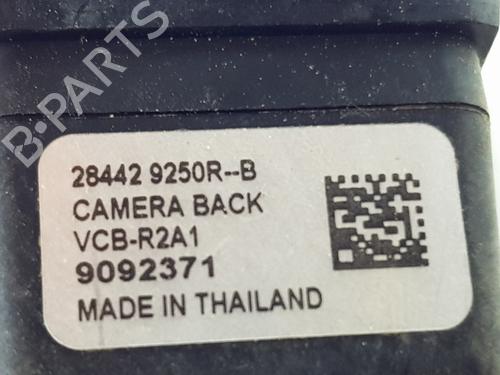 B-PARTS
28442 9250R--B
CAMERA BACK
VCB-R2A1
9092371
MADE IN THAILAND